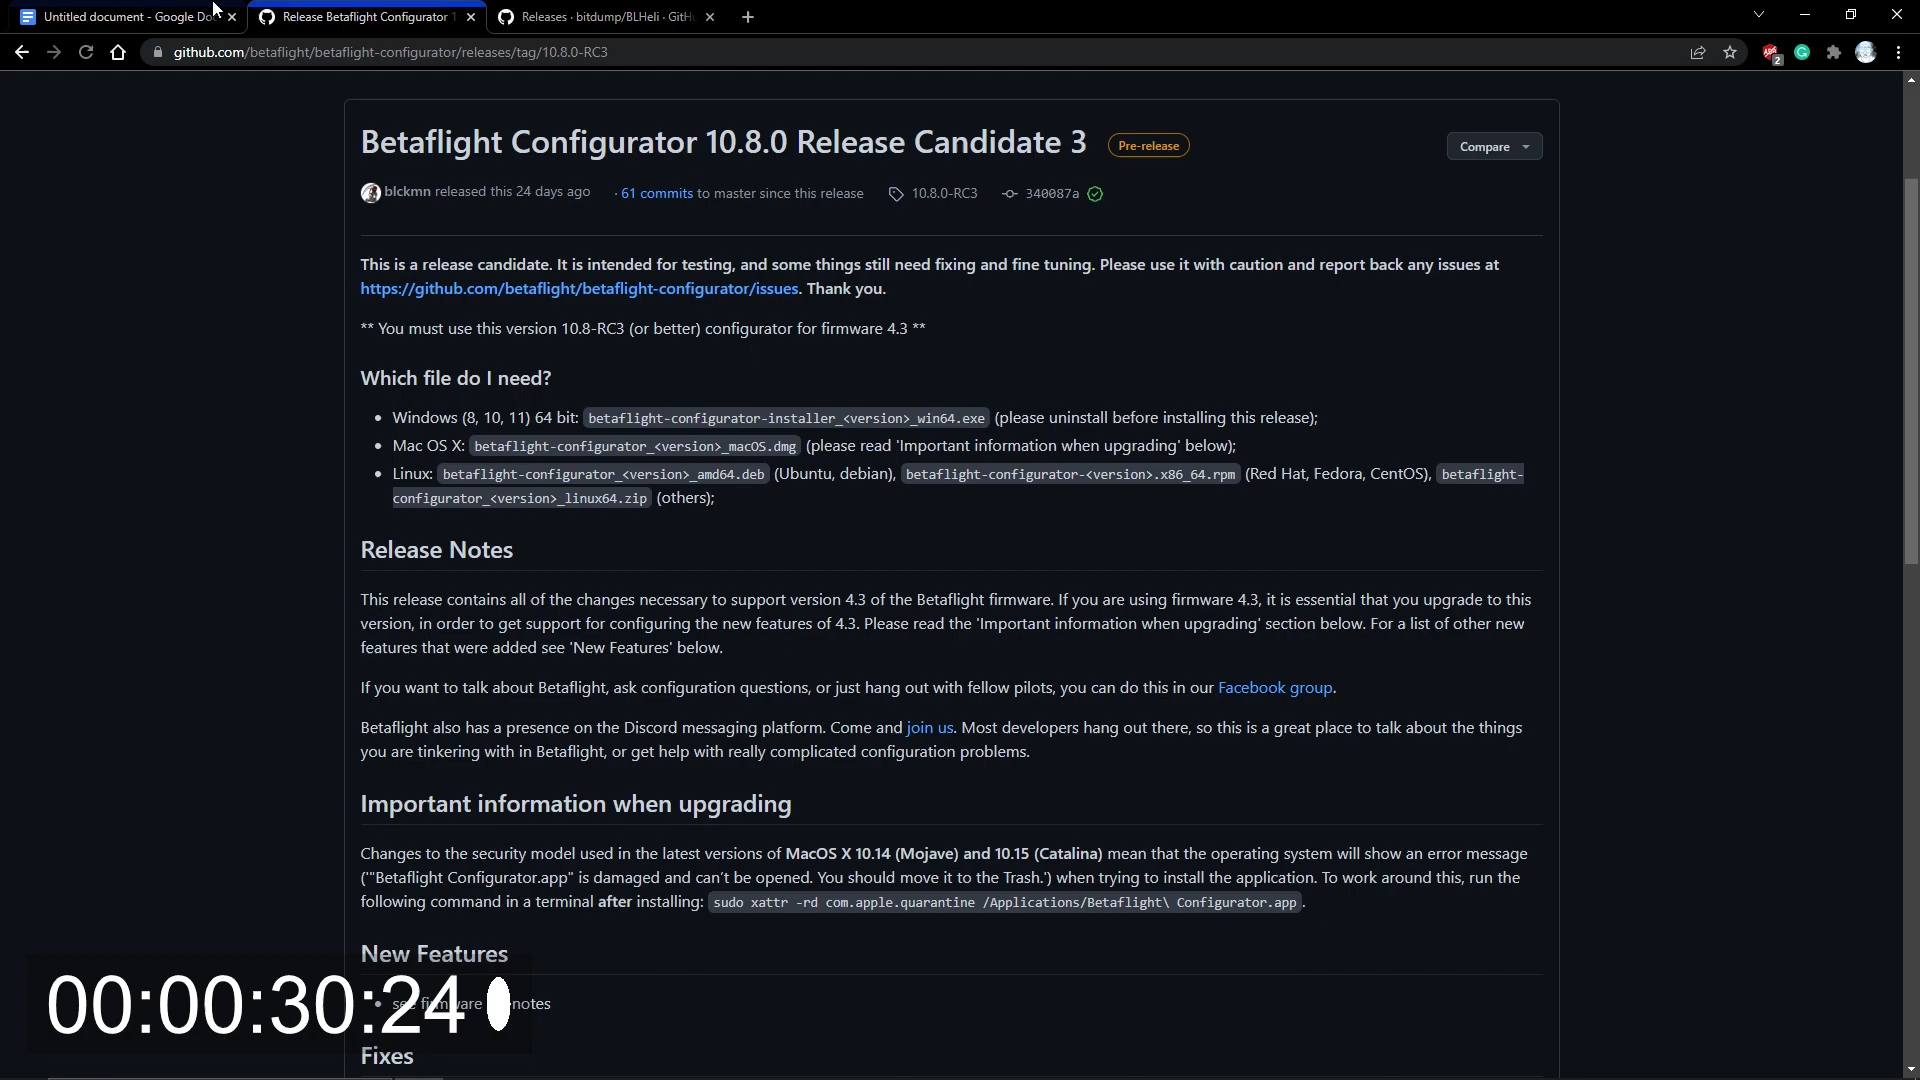 Untitled document - Google Do
Release Betaflight Configurator 1
Releases · bitdump/BLHeli · GitH
github.com/betaflight/betaflight-configurator/releases/tag/10.8.0-RC3
2
Betaflight Configurator 10.8.0 Release Candidate 3
Pre-release
Compare
blckmn released this 24 days ago
· 61 commits to master since this release
10.8.0-RC3
340087a
This is a release candidate. It is intended for testing, and some things still need fixing and fine tuning. Please use it with caution and report back any issues at
https://github.com/betaflight/betaflight-configurator/issues. Thank you.
** You must use this version 10.8-RC3 (or better) configurator for firmware 4.3 **
Which file do I need?
• Windows (8, 10, 11) 64 bit: betaflight-configurator-installer_<version>_win64.exe (please uninstall before installing this release);
• Mac OS X: betaflight-configurator_<version>_macOS.dmg (please read 'Important information when upgrading' below);
• Linux: betaflight-configurator_<version>_amd64.deb (Ubuntu, debian), betaflight-configurator-<version>.x86_64.rpm (Red Hat, Fedora, CentOS), betaflight-
configurator_<version>_linux64.zip (others);
Release Notes
This release contains all of the changes necessary to support version 4.3 of the Betaflight firmware. If you are using firmware 4.3, it is essential that you upgrade to this
version, in order to get support for configuring the new features of 4.3. Please read the 'Important information when upgrading' section below. For a list of other new
features that were added see 'New Features' below.
If you want to talk about Betaflight, ask configuration questions, or just hang out with fellow pilots, you can do this in our Facebook group.
Betaflight also has a presence on the Discord messaging platform. Come and join us. Most developers hang out there, so this is a great place to talk about the things
you are tinkering with in Betaflight, or get help with really complicated configuration problems.
Important information when upgrading
Changes to the security model used in the latest versions of MacOS X 10.14 (Mojave) and 10.15 (Catalina) mean that the operating system will show an error message
('"Betaflight Configurator.app" is damaged and can't be opened. You should move it to the Trash.') when trying to install the application. To work around this, run the
following command in a terminal after installing: sudo xattr -rd com.apple.quarantine /Applications/Betaflight\ Configurator.app.
New Features
• see firmware notes
00:00:30:24
Fixes